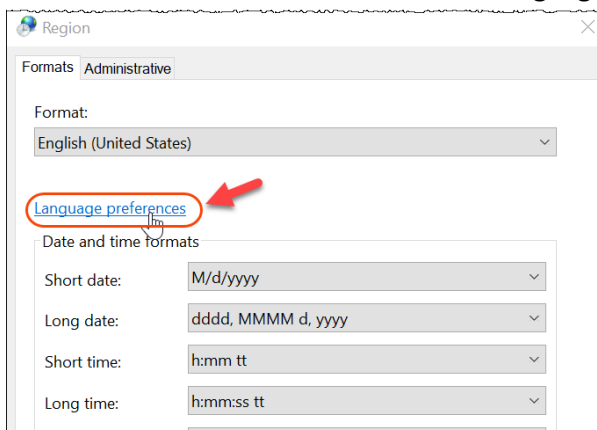 Region
Formats Administrative
Format:
English (United States)
Language preferences
Date and time formats
Short date: M/d/yyyy
Long date: dddd, MMMM d, yyyy
Short time: h:mm tt
Long time: h:mm:ss tt